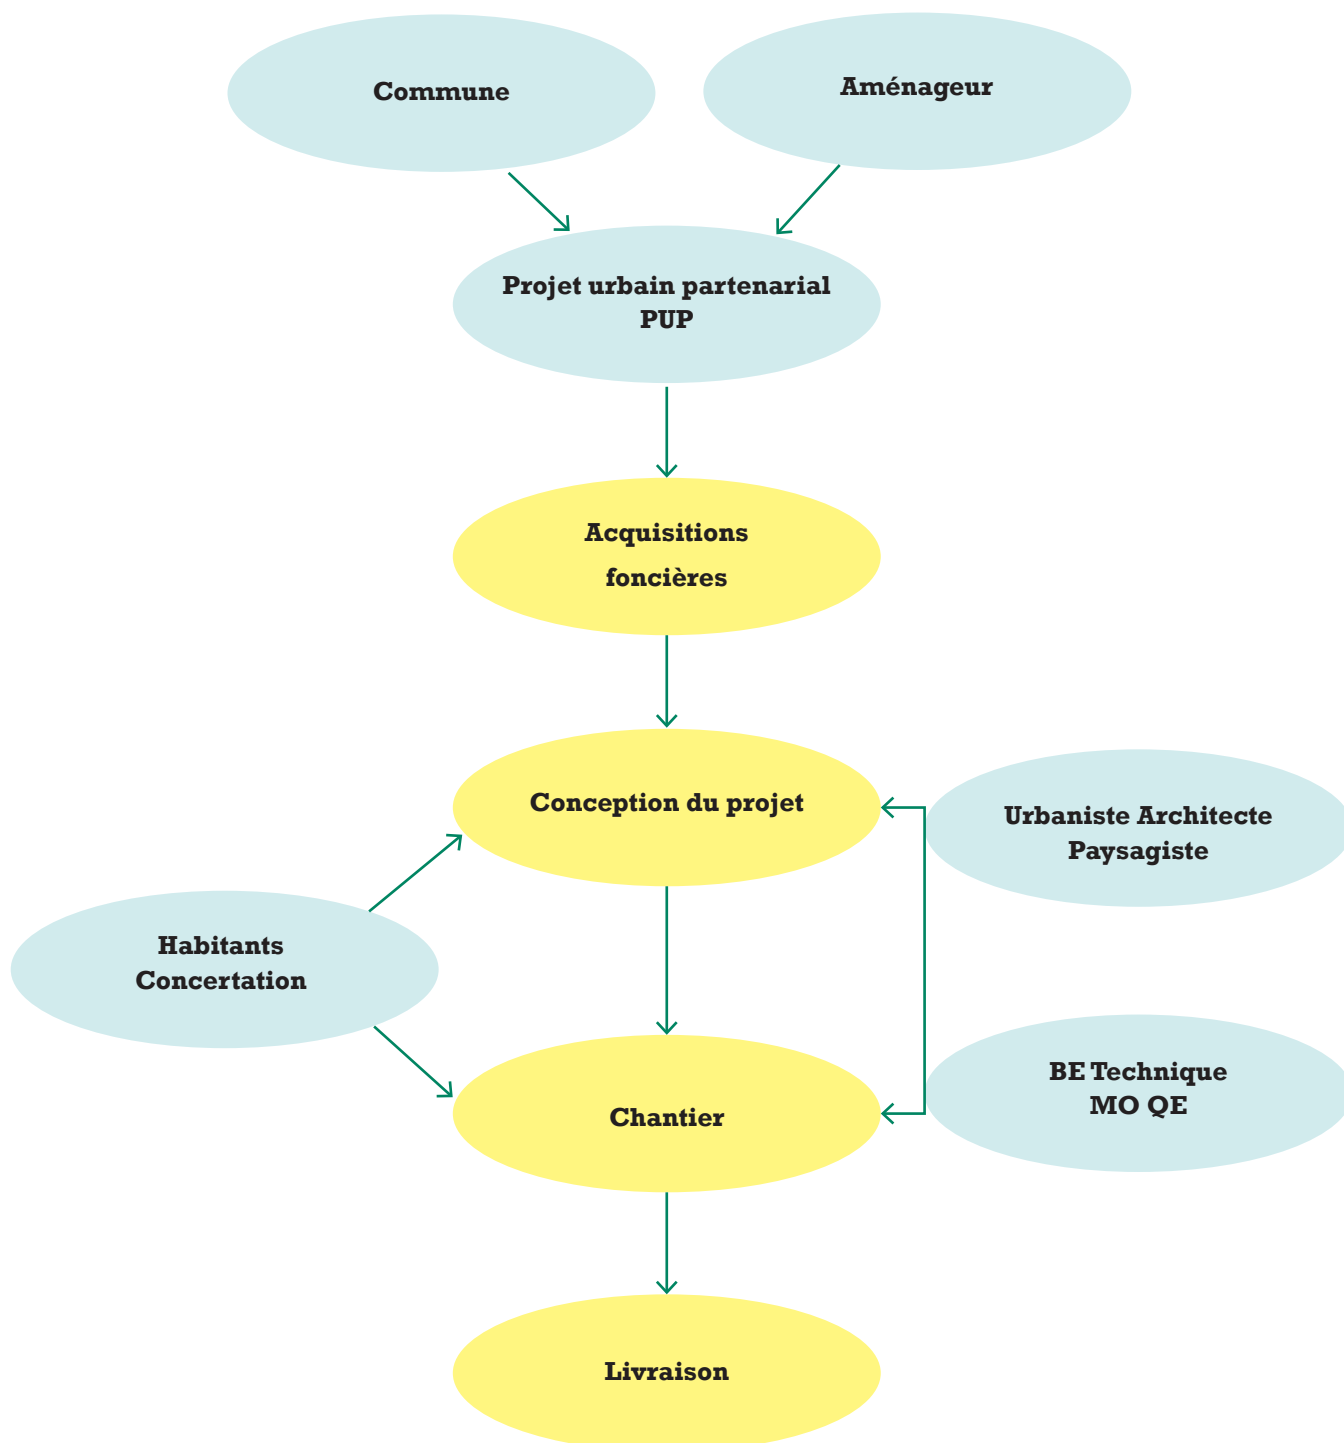 Commune
Aménageur
Projet urbain partenarial
PUP
Acquisitions
foncières
Conception du projet
Urbaniste Architecte
Paysagiste
Habitants
Concertation
BE Technique
MO QE
Chantier
Livraison